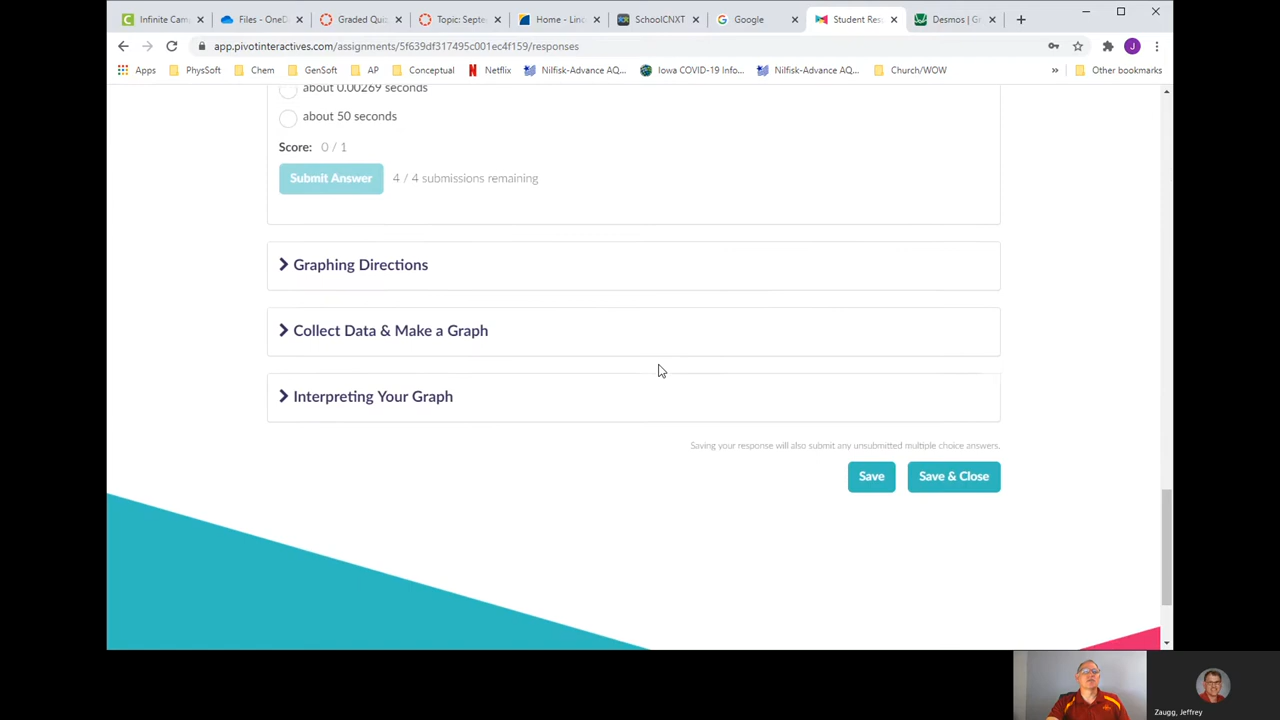 Infinite Cam
Files - OneD
Graded Quiz
Topic: Septe
Home - Linc
SchoolCNXT
Google
Student Res
Desmos | Gr
app.pivotinteractives.com/assignments/5f639df317495c001ec4f159/responses
J
Apps
PhysSoft
Chem
GenSoft
AP
Conceptual
Netflix
Nilfisk-Advance AQ...
Iowa COVID-19 Info...
Nilfisk-Advance AQ...
Church/WOW
»
Other bookmarks
about 0.00269 seconds
about 50 seconds
Score: 0 / 1
Submit Answer 4 / 4 submissions remaining
Graphing Directions
Collect Data & Make a Graph
Interpreting Your Graph
Saving your response will also submit any unsubmitted multiple choice answers.
Save Save & Close
Zaugg, Jeffrey